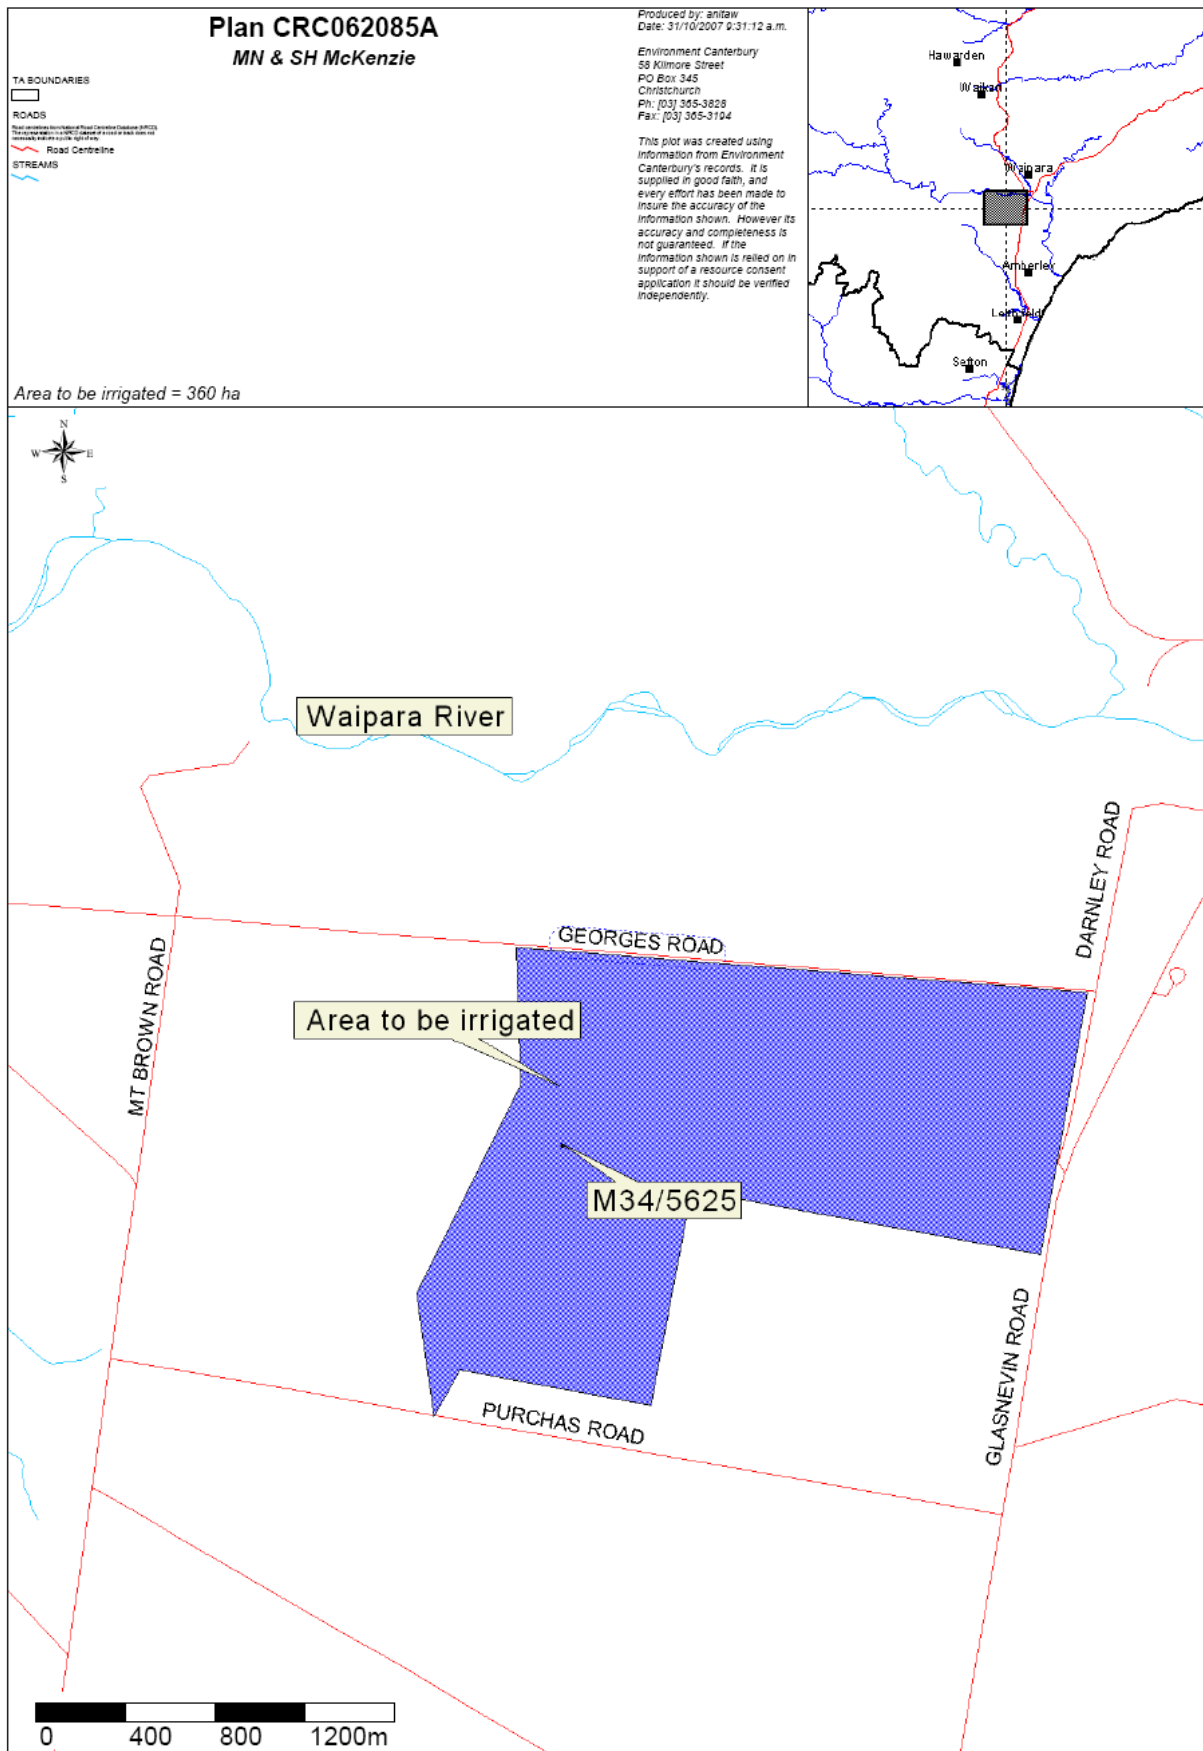 Plan CRC062085A
MN & SH McKenzie
TA BOUNDARIES
ROADS
Road Centreline
STREAMS
Area to be irrigated = 360 ha
Produced by: anitaw
Date: 31/10/2007 9:31:12 a.m.
Environment Canterbury
58 Kilmore Street
PO Box 345
Christchurch
Ph: [03] 365-3828
Fax: [03] 365-3194
This plot was created using
information from Environment
Canterbury's records. It is
supplied in good faith, and
every effort has been made to
insure the accuracy of the
information shown. However its
accuracy and completeness is
not guaranteed. If the
information shown is relied on in
support of a resource consent
application it should be verified
independently.
Hawarden
Waikari
Waipara
Amberley
Leithfield
Sefton
N
W E
S
Waipara River
DARNLEY ROAD
GEORGES ROAD
MT BROWN ROAD
Area to be irrigated
M34/5625
GLASNEVIN ROAD
PURCHAS ROAD
0 400 800 1200m